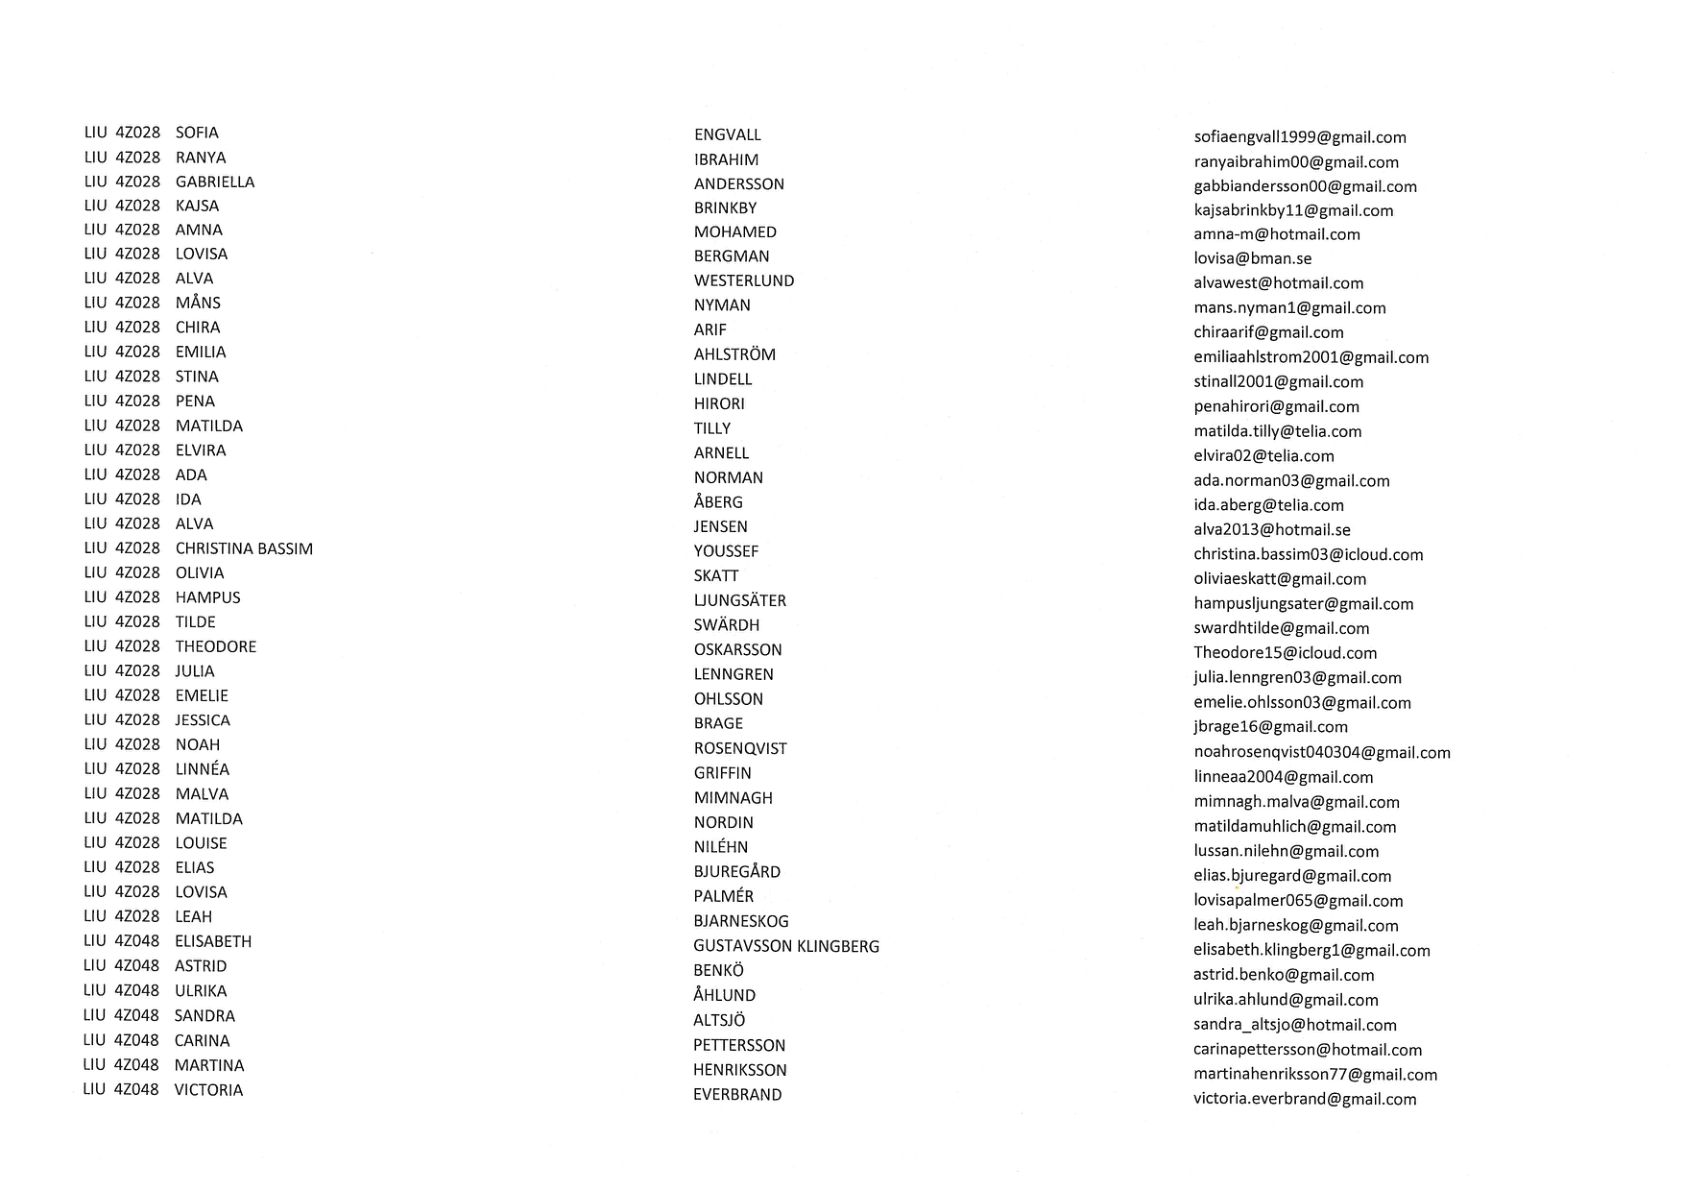 LIU 4Z028 SOFIA ENGVALL sofiaengvall1999@gmail.com
LIU 4Z028 RANYA IBRAHIM ranyaibrahim00@gmail.com
LIU 4Z028 GABRIELLA ANDERSSON gabbiandersson00@gmail.com
LIU 4Z028 KAJSA BRINKBY kajsabrinkby11@gmail.com
LIU 4Z028 AMNA MOHAMED amna-m@hotmail.com
LIU 4Z028 LOVISA BERGMAN lovisa@bman.se
LIU 4Z028 ALVA WESTERLUND alvawest@hotmail.com
LIU 4Z028 MÅNS NYMAN mans.nyman1@gmail.com
LIU 4Z028 CHIRA ARIF chiraarif@gmail.com
LIU 4Z028 EMILIA AHLSTRÖM emiliaahlstrom2001@gmail.com
LIU 4Z028 STINA LINDELL stinall2001@gmail.com
LIU 4Z028 PENA HIRORI penahirori@gmail.com
LIU 4Z028 MATILDA TILLY matilda.tilly@telia.com
LIU 4Z028 ELVIRA ARNELL elvira02@telia.com
LIU 4Z028 ADA NORMAN ada.norman03@gmail.com
LIU 4Z028 IDA ÅBERG ida.aberg@telia.com
LIU 4Z028 ALVA JENSEN alva2013@hotmail.se
LIU 4Z028 CHRISTINA BASSIM YOUSSEF christina.bassim03@icloud.com
LIU 4Z028 OLIVIA SKATT oliviaeskatt@gmail.com
LIU 4Z028 HAMPUS LJUNGSÄTER hampusljungsater@gmail.com
LIU 4Z028 TILDE SWÄRDH swardhtilde@gmail.com
LIU 4Z028 THEODORE OSKARSSON Theodore15@icloud.com
LIU 4Z028 JULIA LENNGREN julia.lenngren03@gmail.com
LIU 4Z028 EMELIE OHLSSON emelie.ohlsson03@gmail.com
LIU 4Z028 JESSICA BRAGE jbrage16@gmail.com
LIU 4Z028 NOAH ROSENQVIST noahrosenqvist040304@gmail.com
LIU 4Z028 LINNÉA GRIFFIN linneaa2004@gmail.com
LIU 4Z028 MALVA MIMNAGH mimnagh.malva@gmail.com
LIU 4Z028 MATILDA NORDIN matildamuhlich@gmail.com
LIU 4Z028 LOUISE NILÉHN lussan.nilehn@gmail.com
LIU 4Z028 ELIAS BJUREGÅRD elias.bjuregard@gmail.com
LIU 4Z028 LOVISA PALMÉR lovisapalmer065@gmail.com
LIU 4Z028 LEAH BJARNESKOG leah.bjarneskog@gmail.com
LIU 4Z048 ELISABETH GUSTAVSSON KLINGBERG elisabeth.klingberg1@gmail.com
LIU 4Z048 ASTRID BENKÖ astrid.benko@gmail.com
LIU 4Z048 ULRIKA ÅHLUND ulrika.ahlund@gmail.com
LIU 4Z048 SANDRA ALTSJÖ sandra_altsjo@hotmail.com
LIU 4Z048 CARINA PETTERSSON carinapettersson@hotmail.com
LIU 4Z048 MARTINA HENRIKSSON martinahenriksson77@gmail.com
LIU 4Z048 VICTORIA EVERBRAND victoria.everbrand@gmail.com